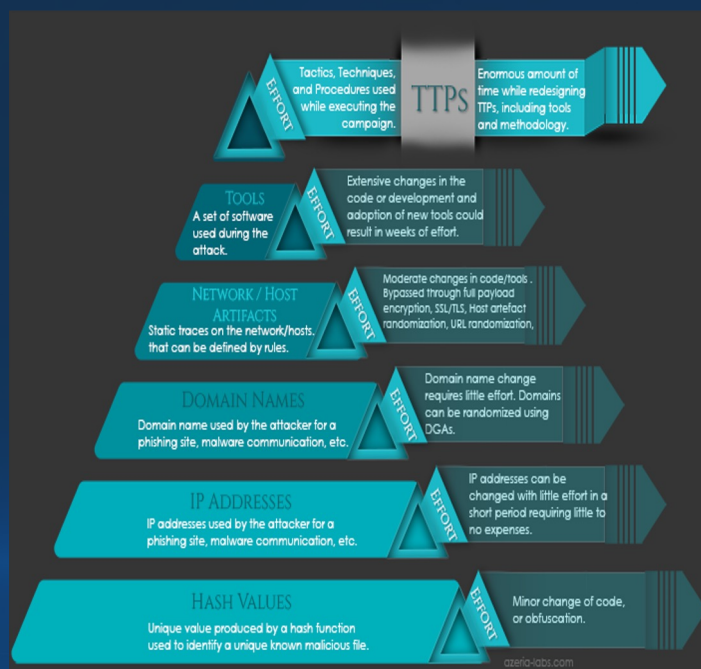 EFFORT
Tactics, Techniques,
and Procedures used
while executing the
campaign.
TTPs
Enormous amount of
time while redesigning
TTPs, including tools
and methodology.
TOOLS
A set of software
used during the
attack.
EFFORT
Extensive changes in the
code or development and
adoption of new tools could
result in weeks of effort.
NETWORK / HOST
ARTIFACTS
Static traces on the network/hosts.
that can be defined by rules.
EFFORT
Moderate changes in code/tools .
Bypassed through full payload
encryption, SSL/TLS, Host artefact
randomization, URL randomization,
DOMAIN NAMES
Domain name used by the attacker for a
phishing site, malware communication, etc.
EFFORT
Domain name change
requires little effort. Domains
can be randomized using
DGAs.
IP ADDRESSES
IP addresses used by the attacker for a
phishing site, malware communication, etc.
EFFORT
IP addresses can be
changed with little effort in a
short period requiring little to
no expenses.
HASH VALUES
Unique value produced by a hash function
used to identify a unique known malicious file.
EFFORT
Minor change of code,
or obfuscation.
azeria-labs.com